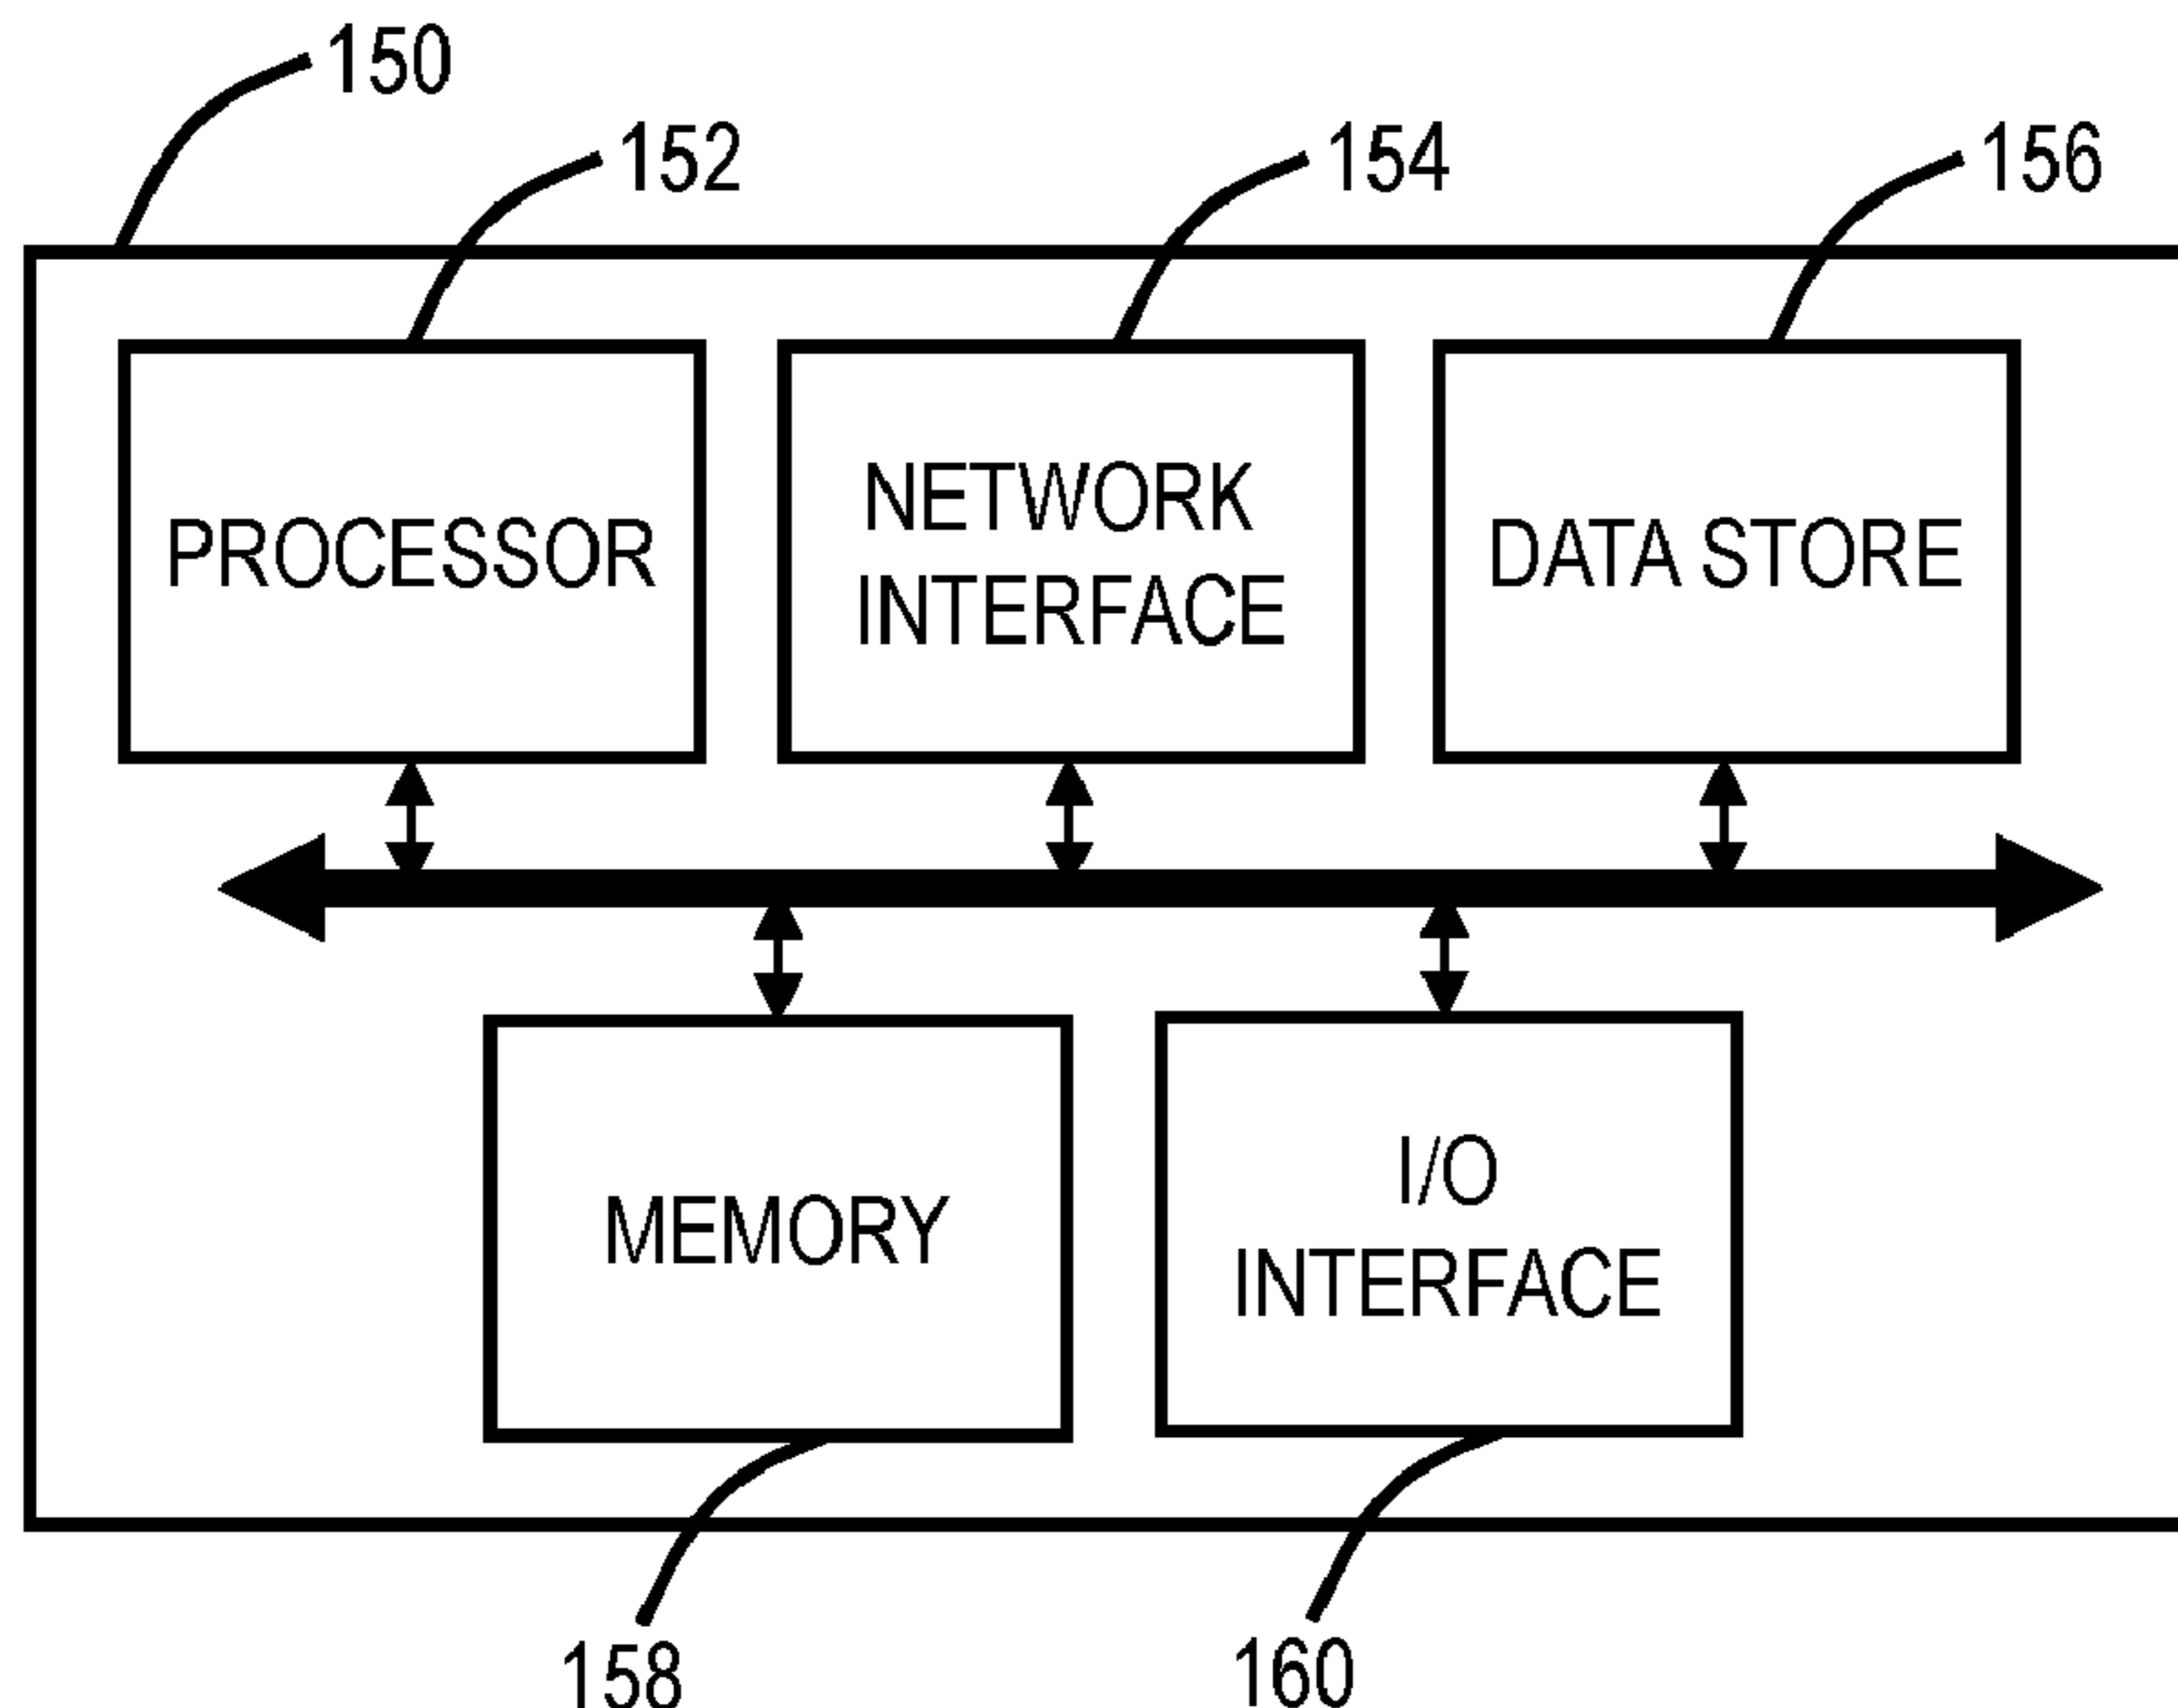 150
152
154
156
PROCESSOR
NETWORK
INTERFACE
DATA STORE
MEMORY
I/O
INTERFACE
158
160